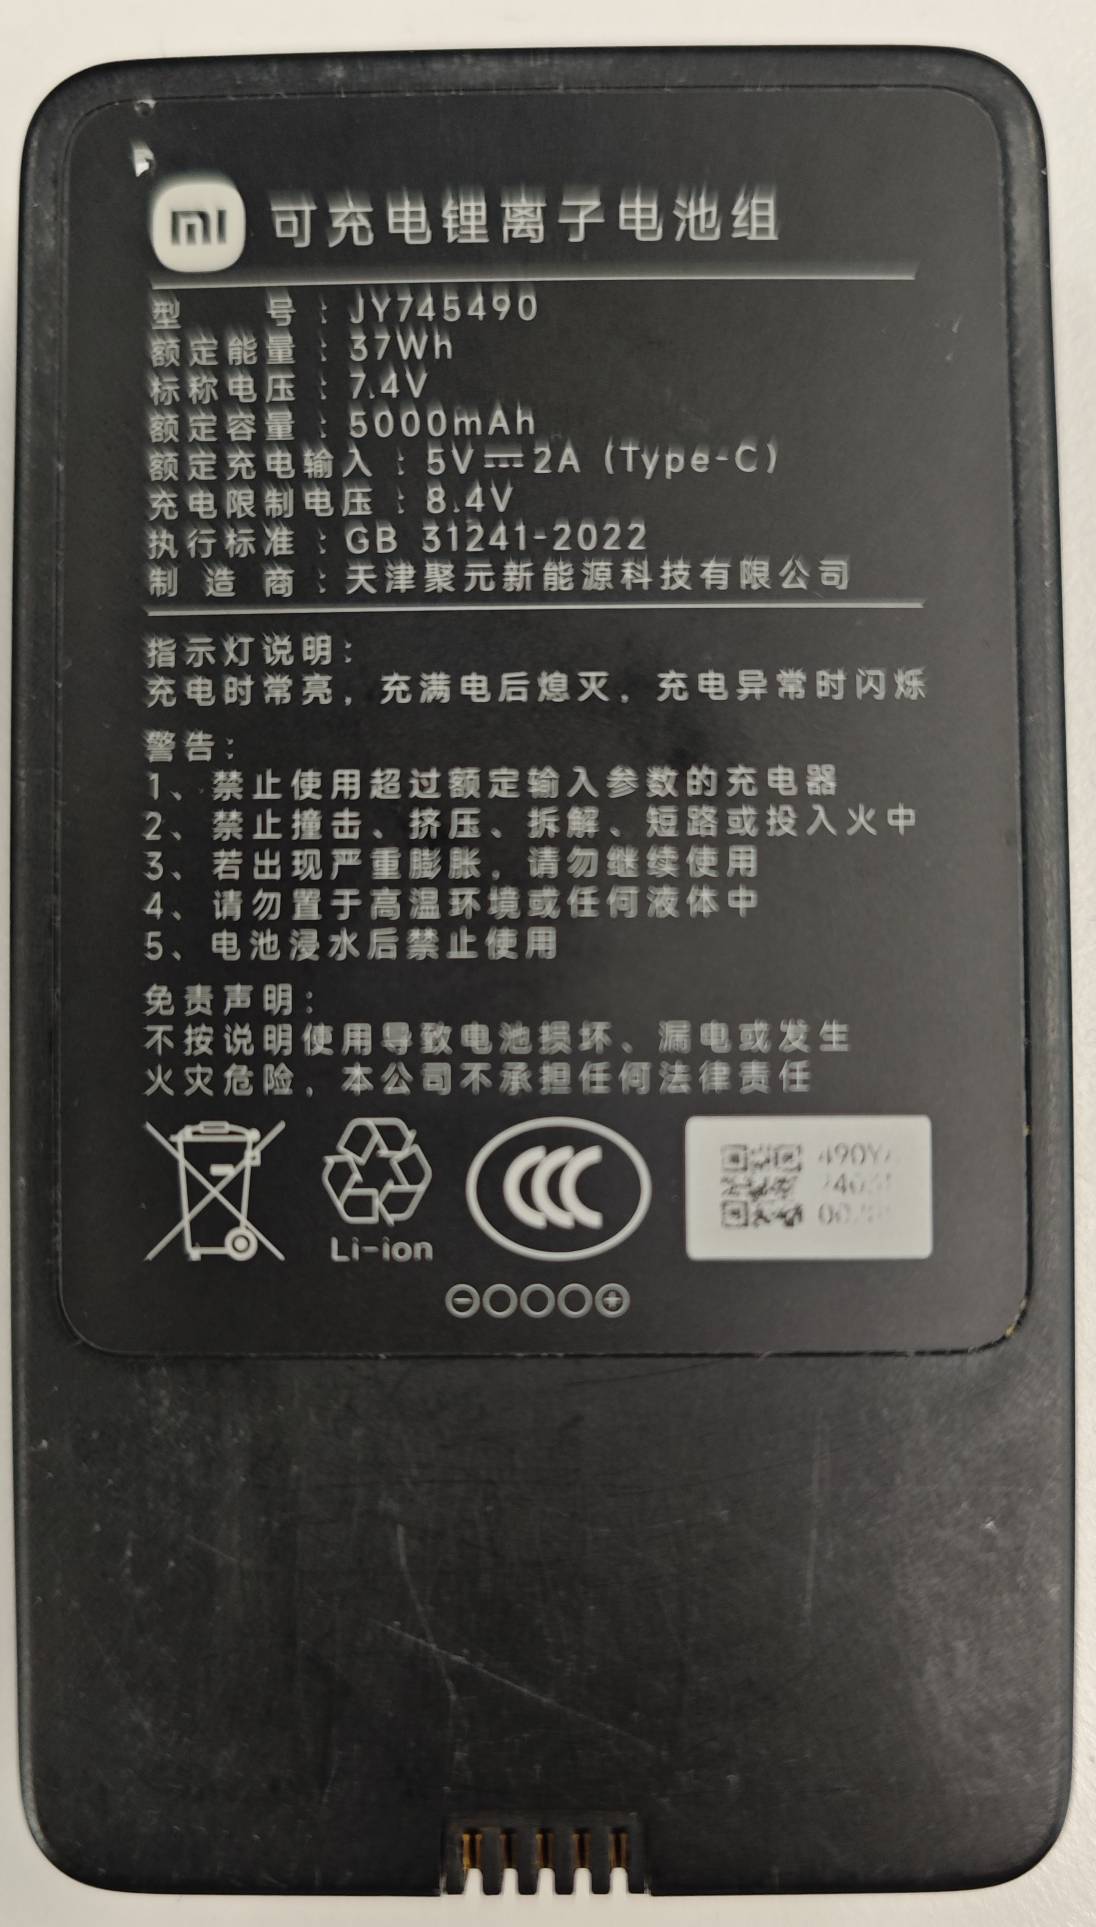 mi 可充电锂离子电池组
型 号：JY745490
额定能量：37Wh
标称电压：7.4V
额定容量：5000mAh
额定充电输入：5V⎓2A（Type-C）
充电限制电压：8.4V
执行标准：GB 31241-2022
制 造 商：天津聚元新能源科技有限公司
指示灯说明：
充电时常亮，充满电后熄灭，充电异常时闪烁
警告：
1、禁止使用超过额定输入参数的充电器
2、禁止撞击、挤压、拆解、短路或投入火中
3、若出现严重膨胀，请勿继续使用
4、请勿置于高温环境或任何液体中
5、电池浸水后禁止使用
免责声明：
不按说明使用导致电池损坏、漏电或发生
火灾危险，本公司不承担任何法律责任
Li-ion
CCC